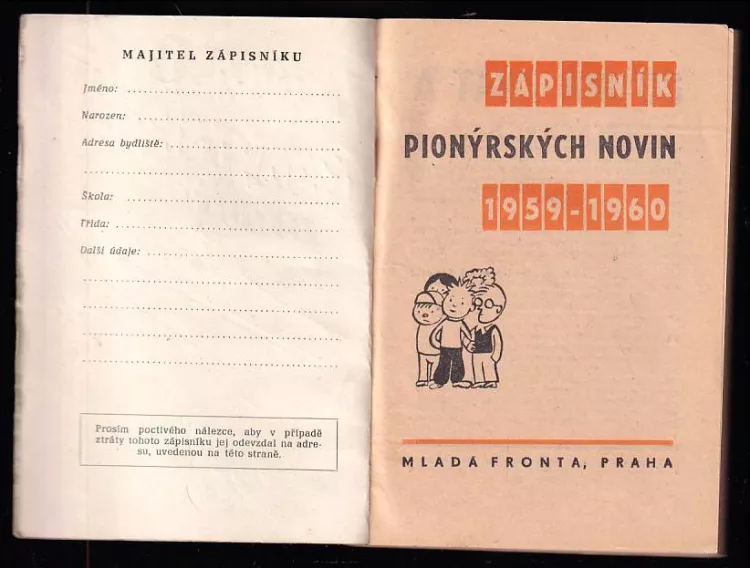 MAJITEL ZÁPISNÍKU
Jméno:
Narozen:
Adresa bydliště:
Škola:
Třída:
Další údaje:
Prosím poctivého nálezce, aby v případě
ztráty tohoto zápisníku jej odevzdal na adre-
su, uvedenou na této straně.
ZÁPISNÍK
PIONÝRSKÝCH NOVIN
1959-1960
MLADÁ FRONTA, PRAHA